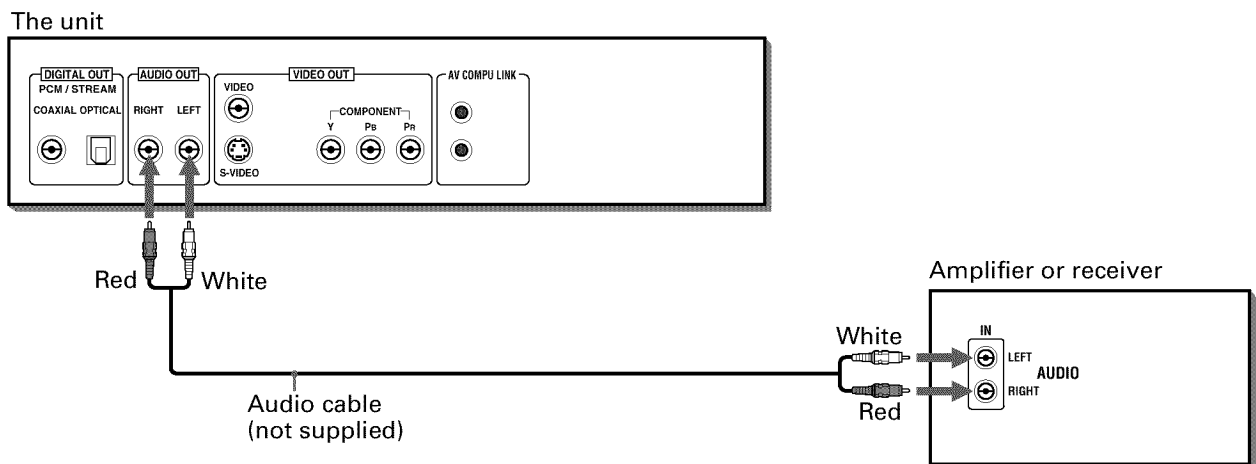 The unit
DIGITAL OUT
PCM / STREAM
COAXIAL OPTICAL
AUDIO OUT
RIGHT LEFT
VIDEO OUT
VIDEO
S-VIDEO
COMPONENT
Y PB PR
AV COMPU LINK
Red White
Audio cable
(not supplied)
Amplifier or receiver
White
Red
IN
LEFT
AUDIO
RIGHT